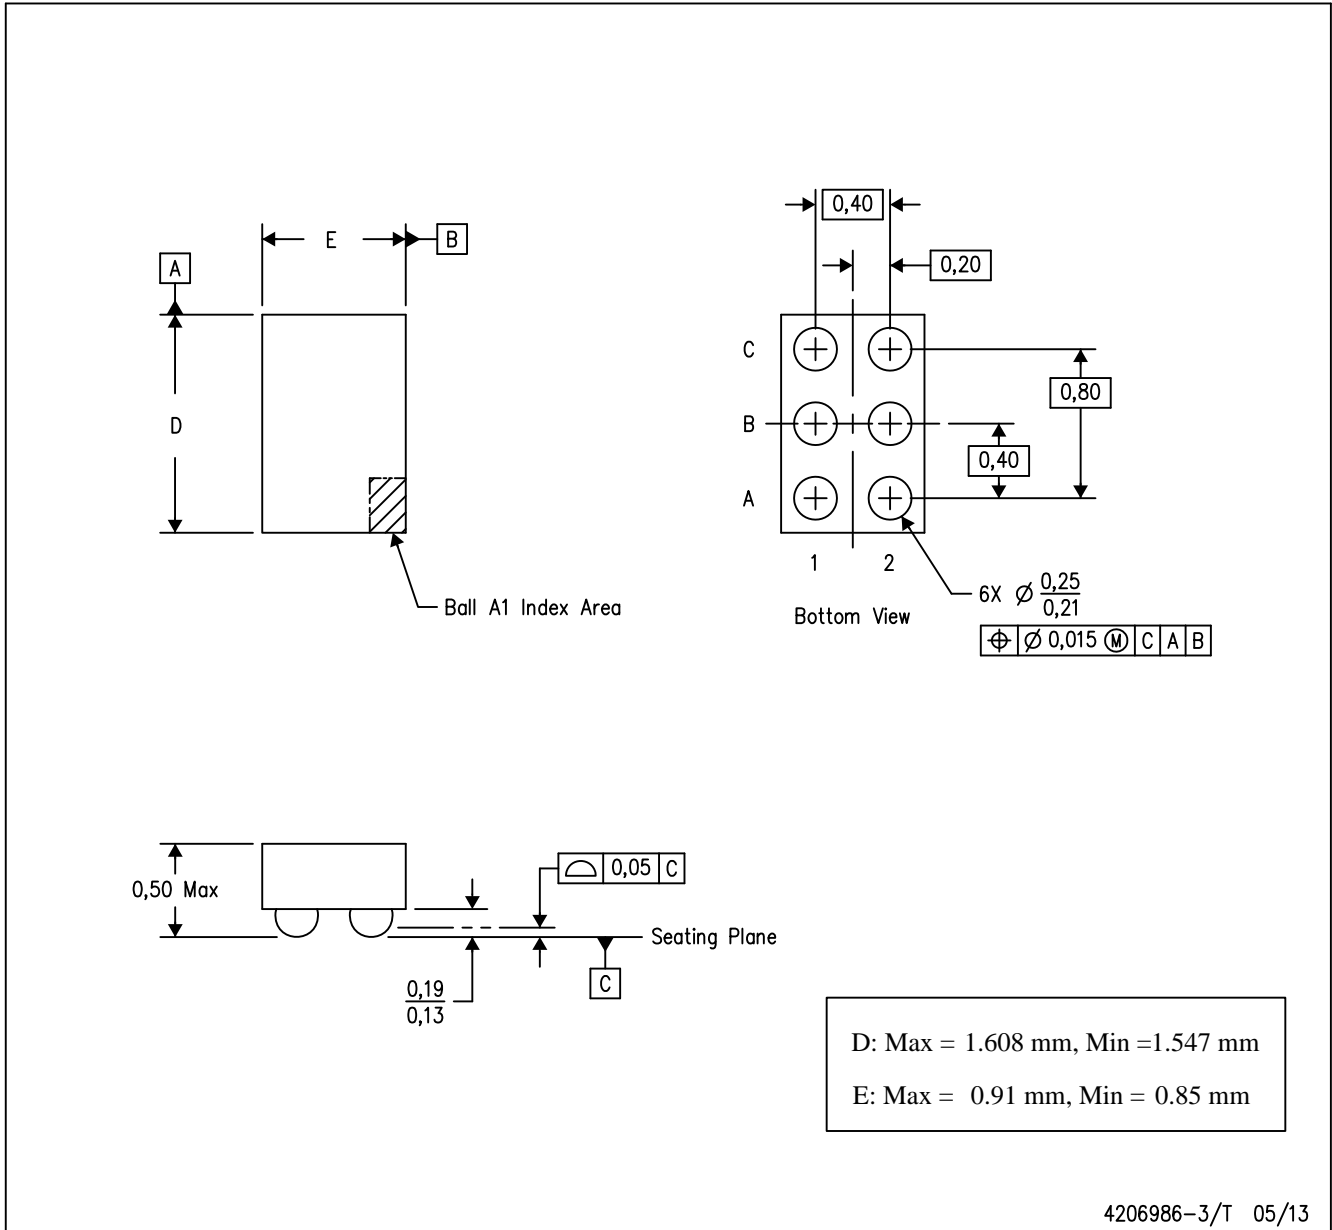 0,40
E
B
A
0,20
C
0,80
B
D
0,40
A
1
2
6X Ø 0,25
0,21
Ball A1 Index Area
Bottom View
⌖ Ø 0,015 Ⓜ C A B
⌓ 0,05 C
0,50 Max
Seating Plane
C
0,19
0,13
D: Max = 1.608 mm, Min =1.547 mm
E: Max = 0.91 mm, Min = 0.85 mm
4206986-3/T 05/13